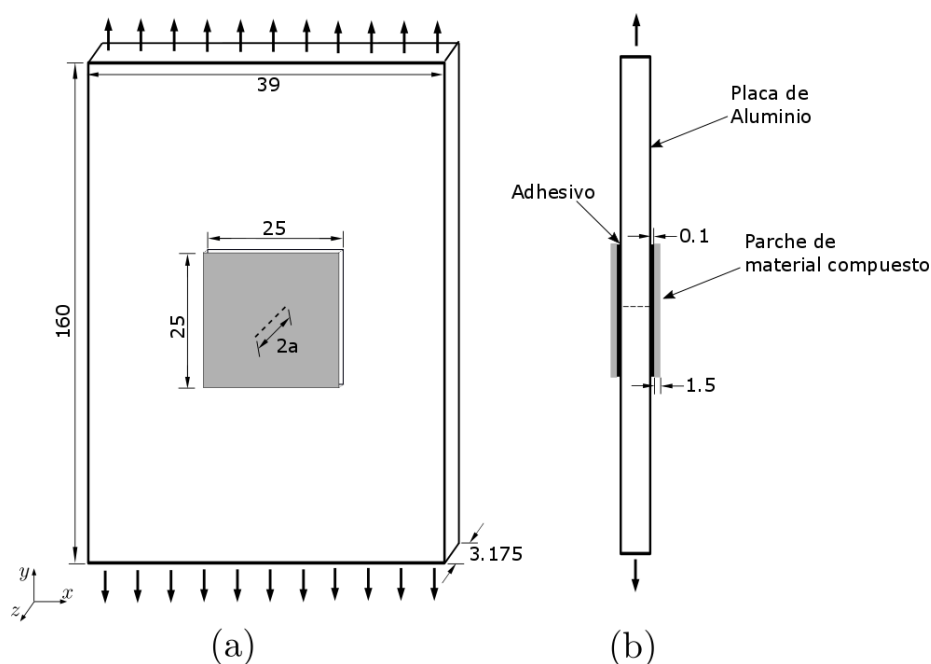 39
25
160
25
2a
3.175
y
x
z
(a)
Placa de
Aluminio
Adhesivo
0.1
Parche de
material compuesto
1.5
(b)